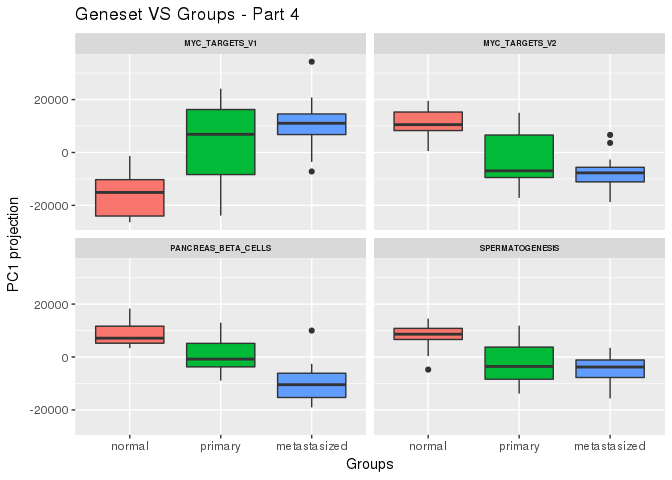 Geneset VS Groups - Part 4
MYC_TARGETS_V1
MYC_TARGETS_V2
20000
0
-20000
PANCREAS_BETA_CELLS
SPERMATOGENESIS
20000
0
-20000
PC1 projection
normal primary metastasized
normal primary metastasized
Groups